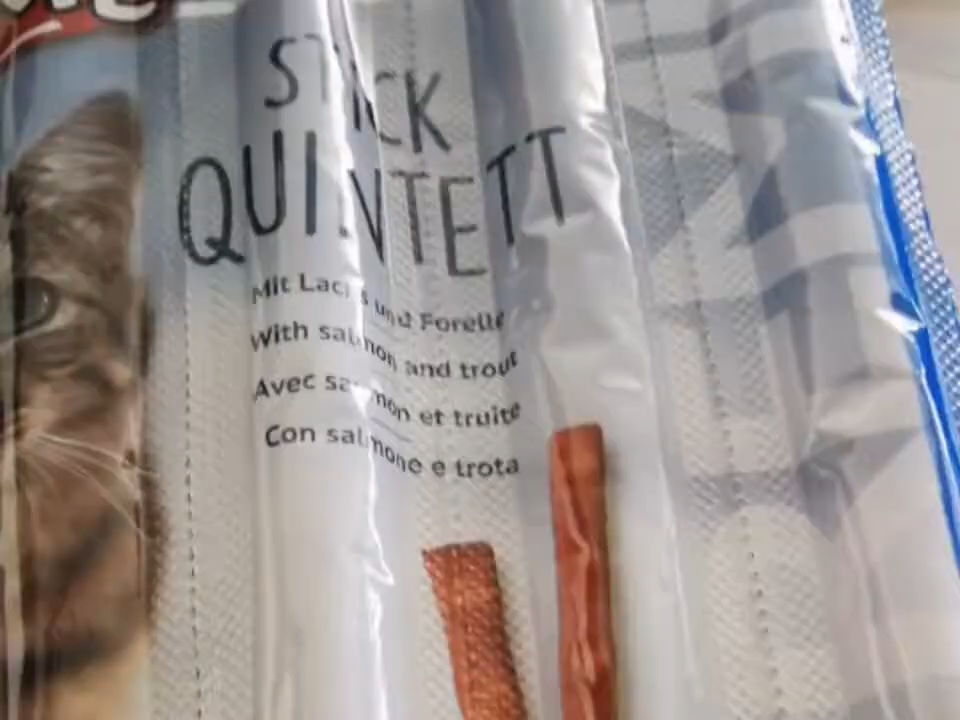 STICK
QUINTETT
Mit Lachs und Forelle
With salmon and trout
Avec saumon et truite
Con salmone e trota